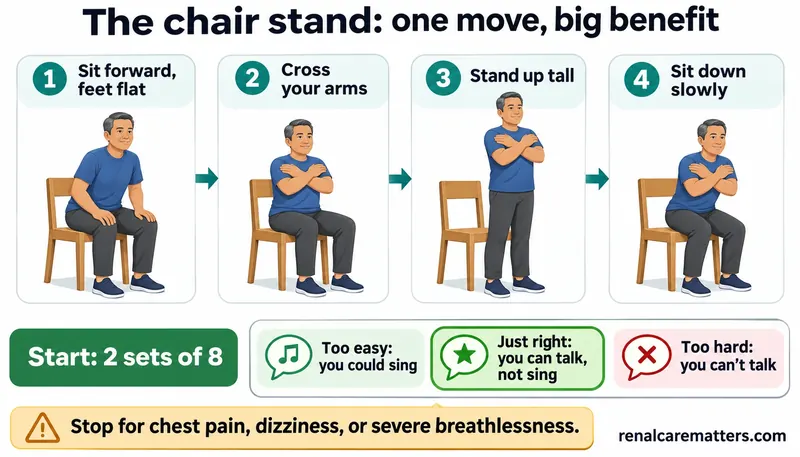 The chair stand: one move, big benefit
1
Sit forward,
feet flat
2
Cross
your arms
3
Stand up tall
4
Sit down
slowly
Start: 2 sets of 8
Too easy:
you could sing
Just right:
you can talk,
not sing
Too hard:
you can’t talk
Stop for chest pain, dizziness, or severe breathlessness.
renalcarematters.com